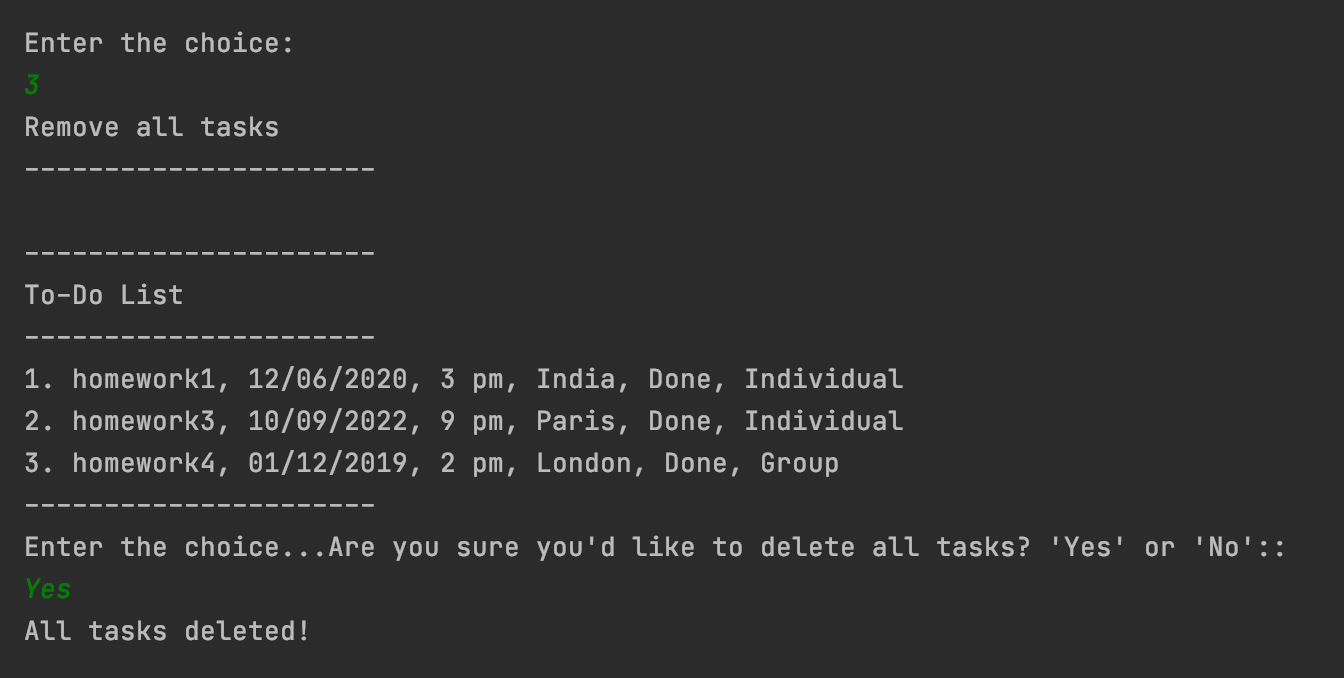 Enter the choice:
3
Remove all tasks
----------------------
----------------------
To-Do List
----------------------
1. homework1, 12/06/2020, 3 pm, India, Done, Individual
2. homework3, 10/09/2022, 9 pm, Paris, Done, Individual
3. homework4, 01/12/2019, 2 pm, London, Done, Group
----------------------
Enter the choice...Are you sure you'd like to delete all tasks? 'Yes' or 'No'::
Yes
All tasks deleted!